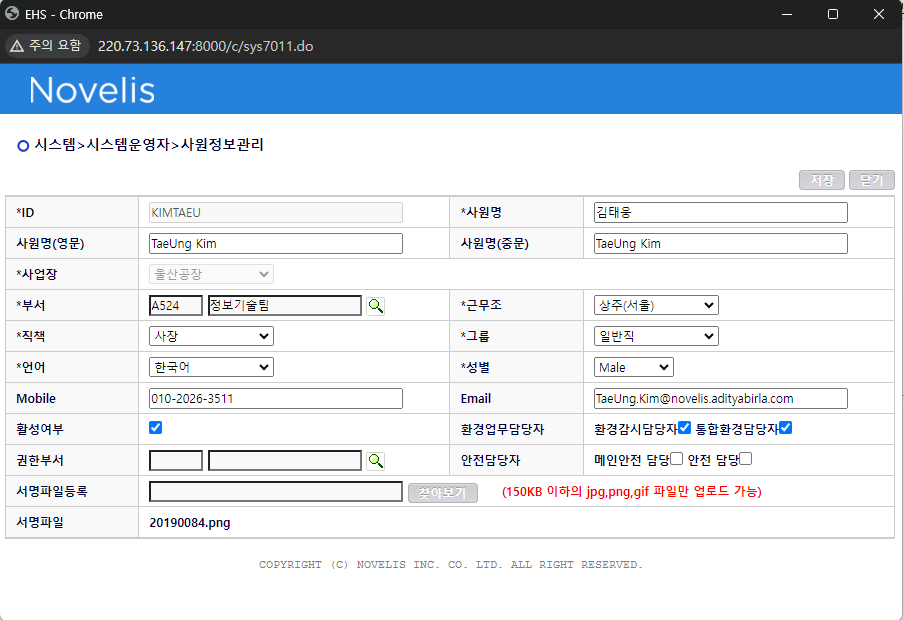 EHS - Chrome
주의 요함 220.73.136.147:8000/c/sys7011.do
Novelis
시스템>시스템운영자>사원정보관리
저장 닫기
*ID KIMTAEU *사원명 김태웅
사원명(영문) TaeUng Kim 사원명(중문) TaeUng Kim
*사업장 울산공장
*부서 A524 정보기술팀 *근무조 상주(서울)
*직책 사장 *그룹 일반직
*언어 한국어 *성별 Male
Mobile 010-2026-3511 Email TaeUng.Kim@novelis.adityabirla.com
활성여부 환경업무담당자 환경감시담당자 통합환경담당자
권한부서 안전담당자 메인안전 담당 안전 담당
서명파일등록 찾아보기 (150KB 이하의 jpg,png,gif 파일만 업로드 가능)
서명파일 20190084.png
COPYRIGHT (C) NOVELIS INC. CO. LTD. ALL RIGHT RESERVED.